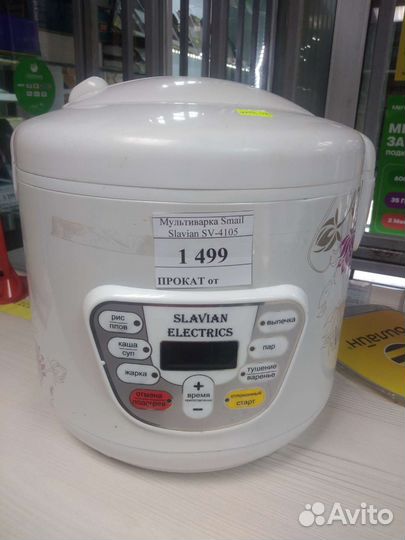 Мультиварка Smail
Slavian SV-4105
1 499
ПРОКАТ от
SLAVIAN
ELECTRICS
рис
плов
каша
суп
жарка
отмена
подогрев
+
время
−
выпечка
пар
тушение
варенье
старт
Avito